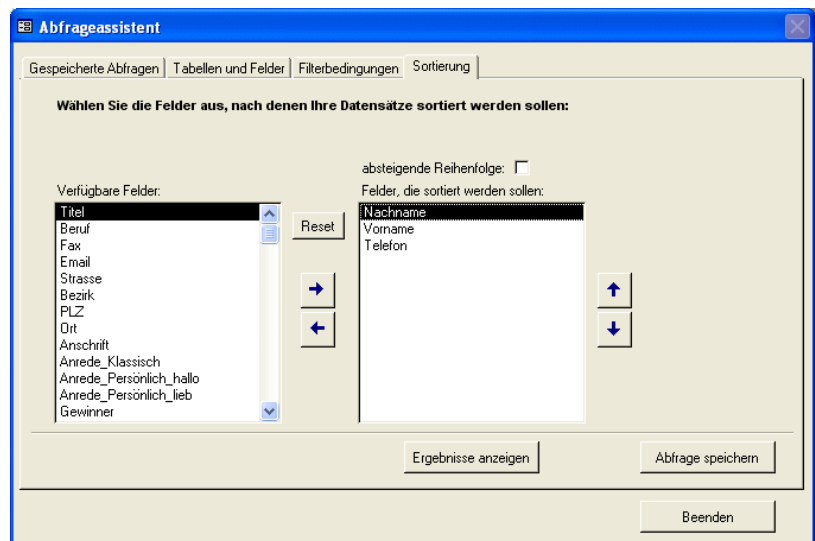 Abfrageassistent
Gespeicherte Abfragen Tabellen und Felder Filterbedingungen Sortierung
Wählen Sie die Felder aus, nach denen Ihre Datensätze sortiert werden sollen:
absteigende Reihenfolge:
Verfügbare Felder:
Titel
Beruf
Fax
Email
Strasse
Bezirk
PLZ
Ort
Anschrift
Anrede_Klassisch
Anrede_Persönlich_hallo
Anrede_Persönlich_lieb
Gewinner
Reset
Felder, die sortiert werden sollen:
Nachname
Vorname
Telefon
Ergebnisse anzeigen
Abfrage speichern
Beenden